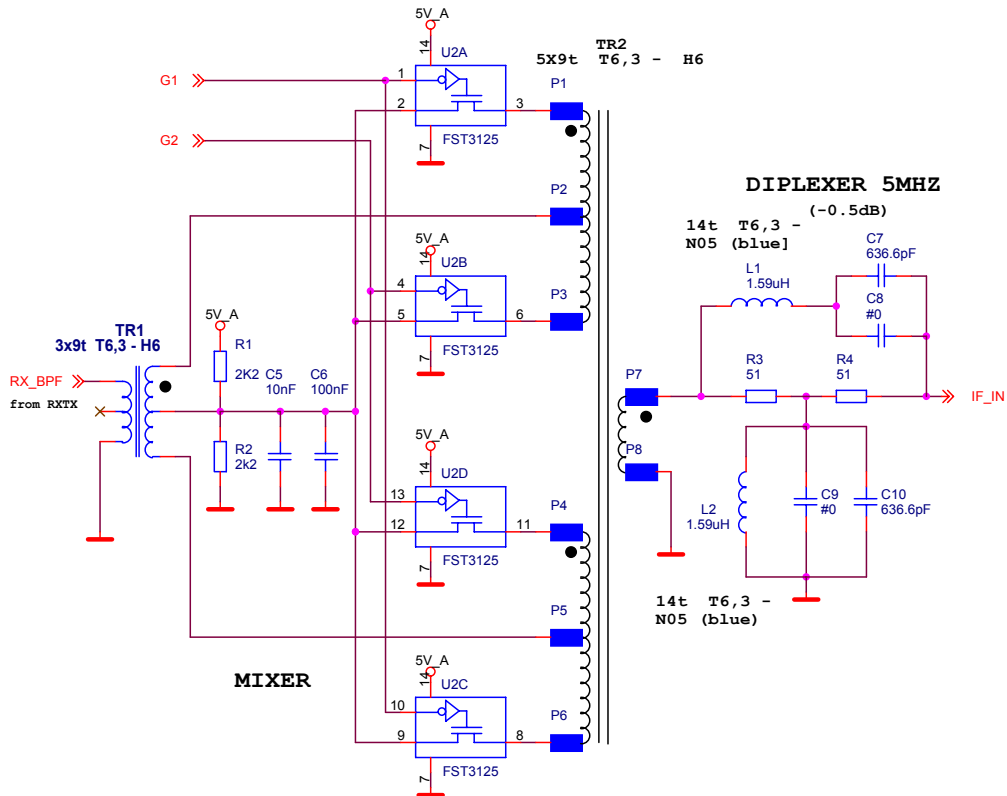 5V_A
14
U2A
TR2
5X9t T6,3 - H6
G1
1
P1
2
3
FST3125
7
G2
DIPLEXER 5MHZ
(-0.5dB)
P2
14t T6,3 -
N05 (blue]
C7
636.6pF
5V_A
14
U2B
L1
1.59uH
C8
#0
4
P3
5
6
FST3125
7
5V_A
TR1
3x9t T6,3 - H6
R1
2K2
C5
10nF
C6
100nF
R3
51
R4
51
RX_BPF
from RXTX
P7
IF_IN
R2
2k2
5V_A
14
U2D
P8
13
P4
12
11
FST3125
7
L2
1.59uH
C9
#0
C10
636.6pF
14t T6,3 -
N05 (blue)
P5
MIXER
5V_A
14
U2C
10
P6
9
8
FST3125
7